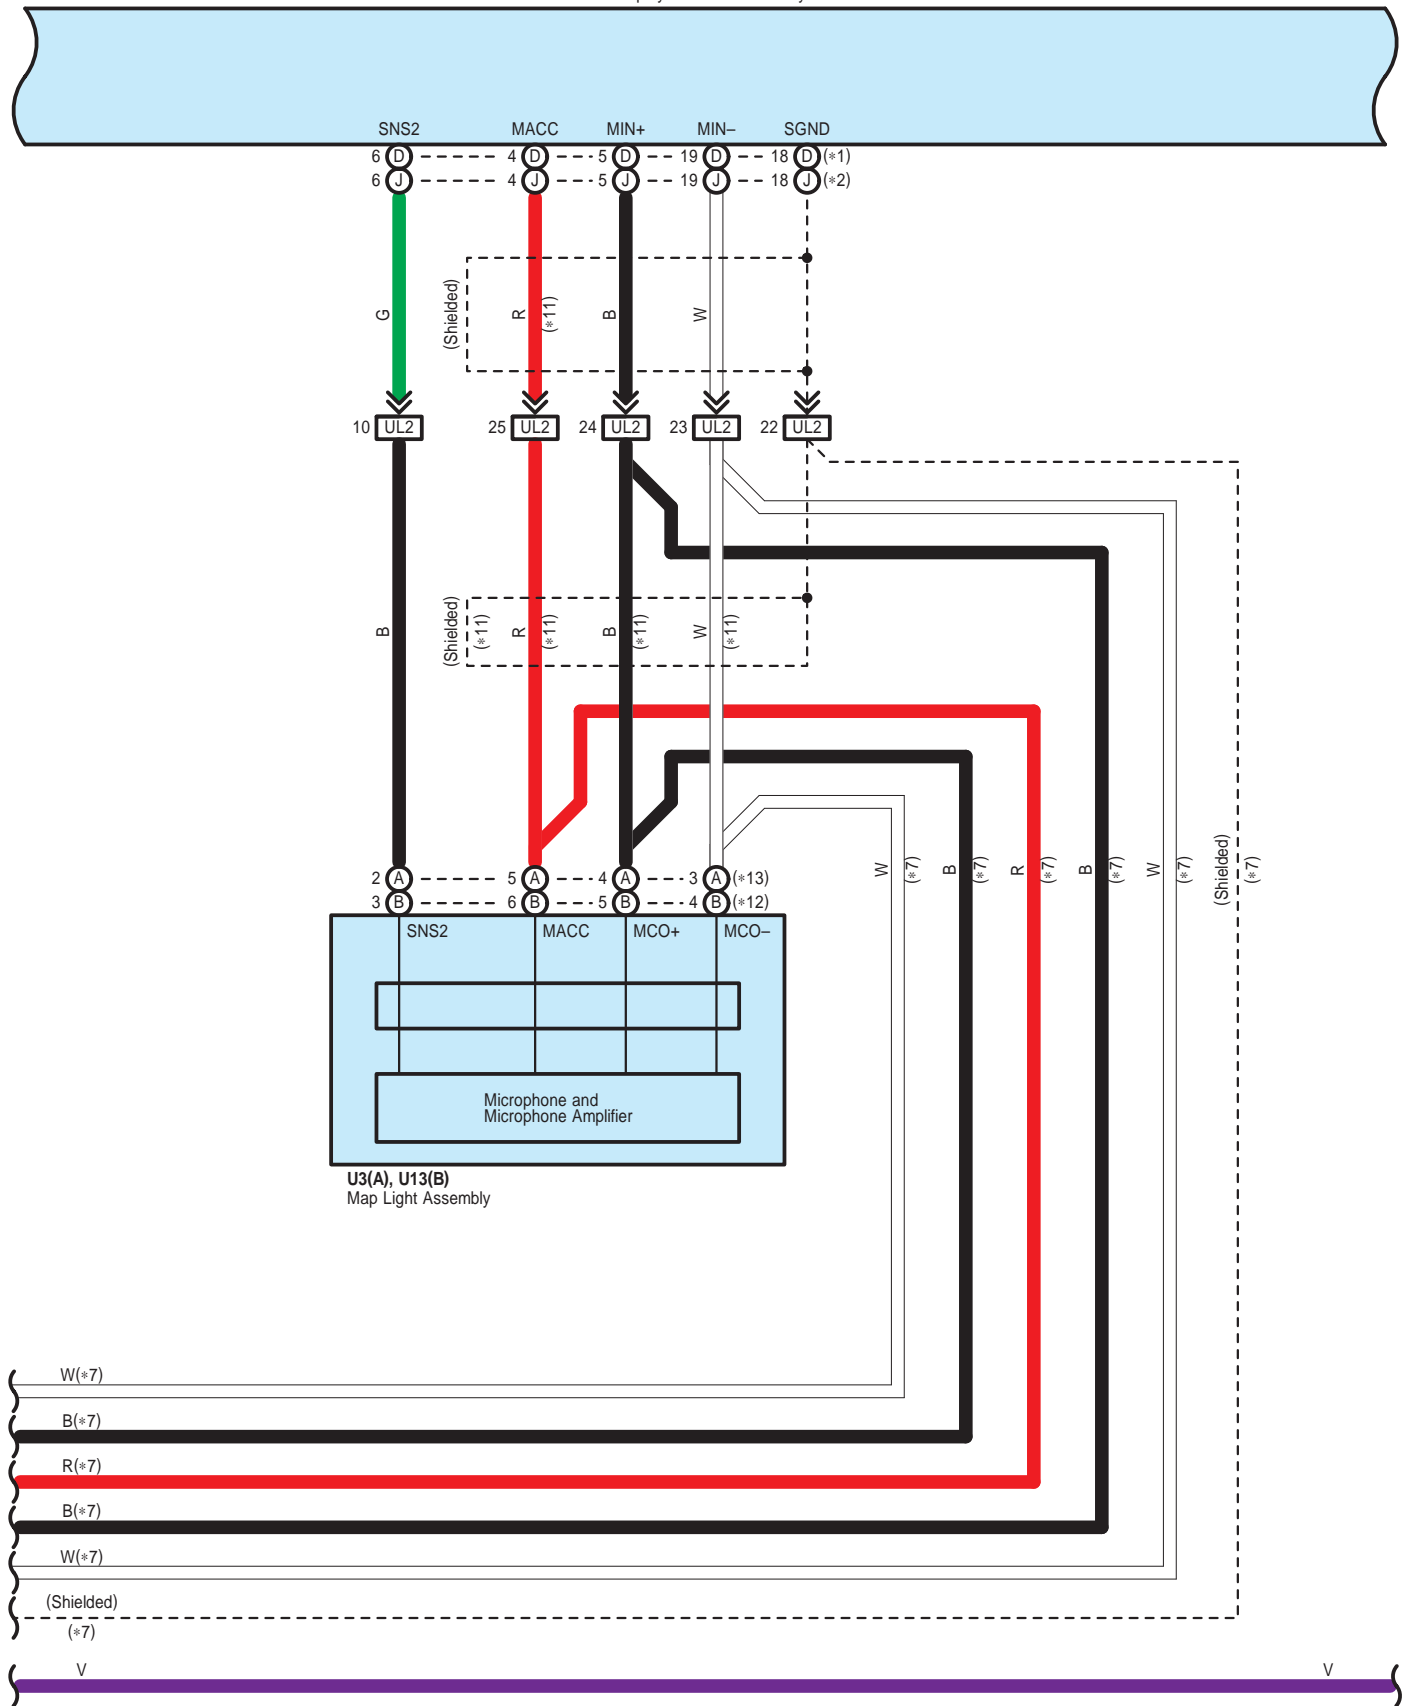 SNS2 MACC MIN+ MIN– SGND
6 D 4 D 5 D 19 D 18 D (*1)
6 J 4 J 5 J 19 J 18 J (*2)
(Shielded)
G
R
(*11)
B
W
10 UL2 25 UL2 24 UL2 23 UL2 22 UL2
B
(Shielded)
(*11)
R
(*11)
B
(*11)
W
(*11)
W
(*7)
B
(*7)
R
(*7)
B
(*7)
W
(*7)
(Shielded)
(*7)
2 A 5 A 4 A 3 A (*13)
3 B 6 B 5 B 4 B (*12)
SNS2 MACC MCO+ MCO–
Microphone and
Microphone Amplifier
U3(A), U13(B)
Map Light Assembly
W(*7)
B(*7)
R(*7)
B(*7)
W(*7)
(Shielded)
(*7)
V V